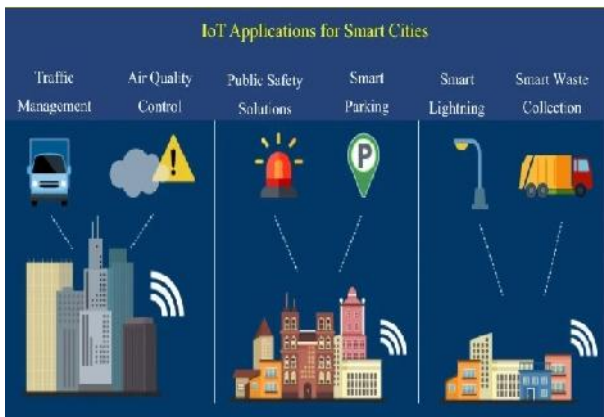 IoT Applications for Smart Cities
Traffic
Management
Air Quality
Control
Public Safety
Solutions
Smart
Parking
Smart
Lightning
Smart Waste
Collection
P